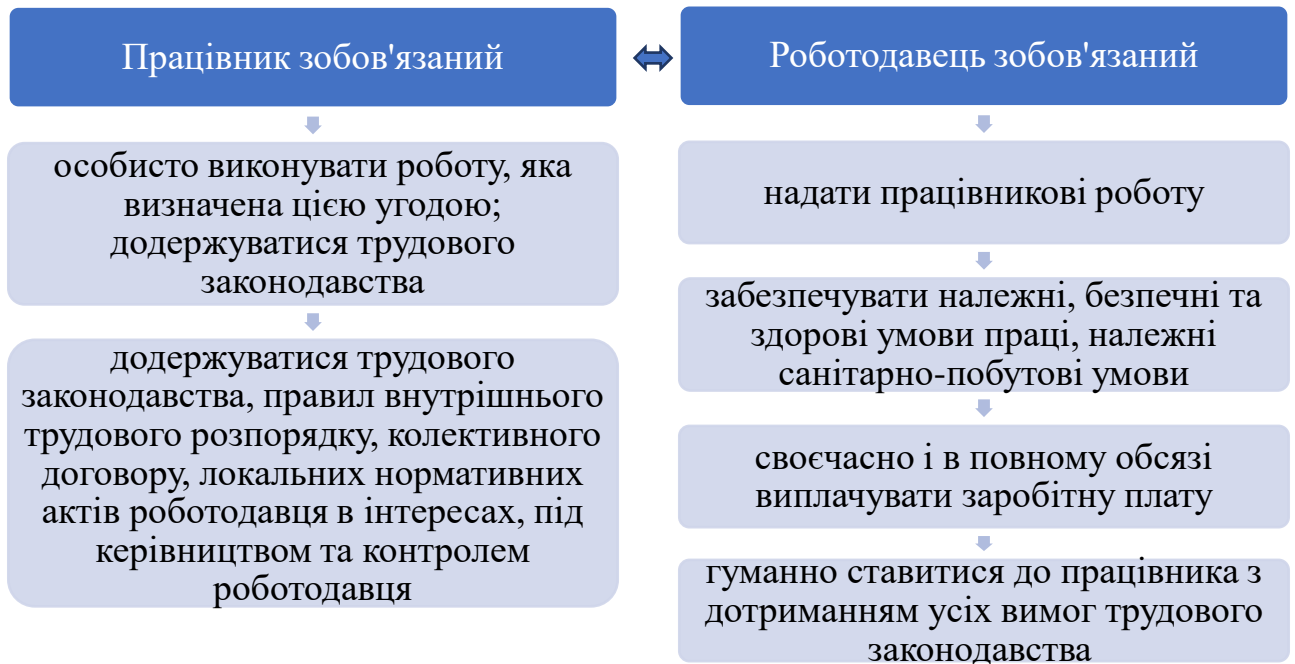 Працівник зобов'язаний
особисто виконувати роботу, яка
визначена цією угодою;
додержуватися трудового
законодавства
додержуватися трудового
законодавства, правил внутрішнього
трудового розпорядку, колективного
договору, локальних нормативних
актів роботодавця в інтересах, під
керівництвом та контролем
роботодавця
Роботодавець зобов'язаний
надати працівникові роботу
забезпечувати належні, безпечні та
здорові умови праці, належні
санітарно-побутові умови
своєчасно і в повному обсязі
виплачувати заробітну плату
гуманно ставитися до працівника з
дотриманням усіх вимог трудового
законодавства